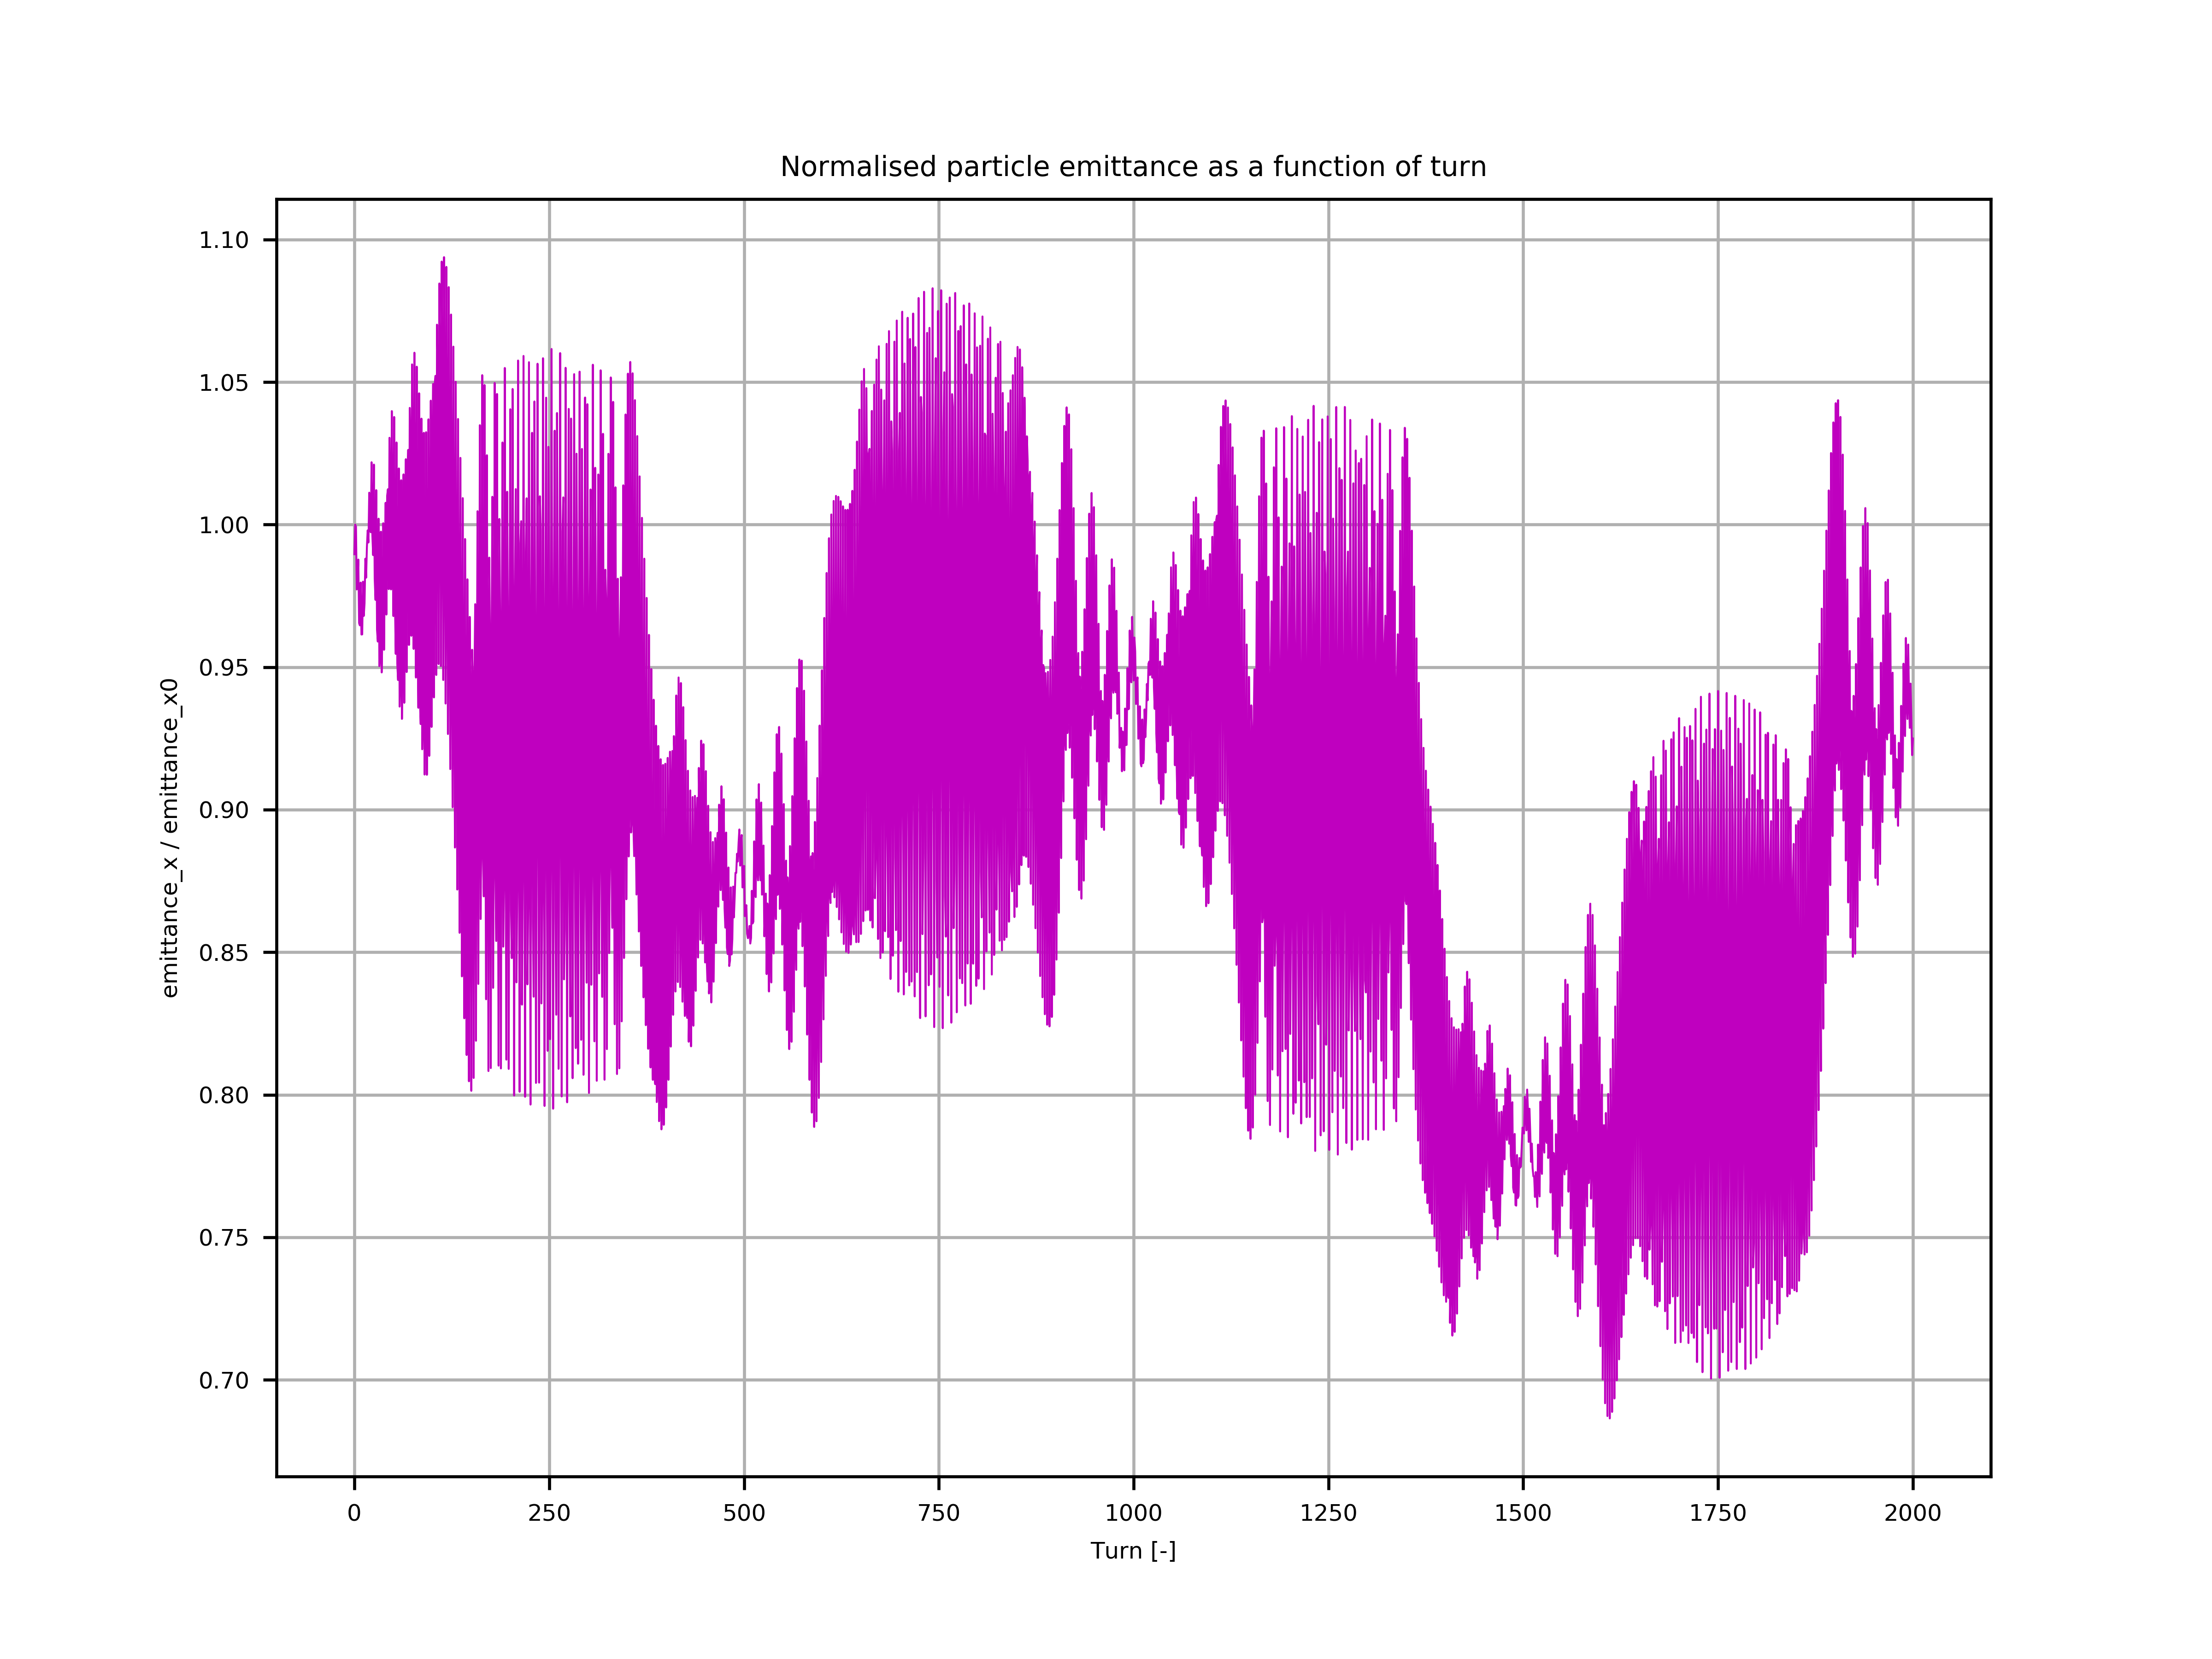 Normalised particle emittance as a function of turn
emittance_x / emittance_x0
1.10
1.05
1.00
0.95
0.90
0.85
0.80
0.75
0.70
0 250 500 750 1000 1250 1500 1750 2000
Turn [-]